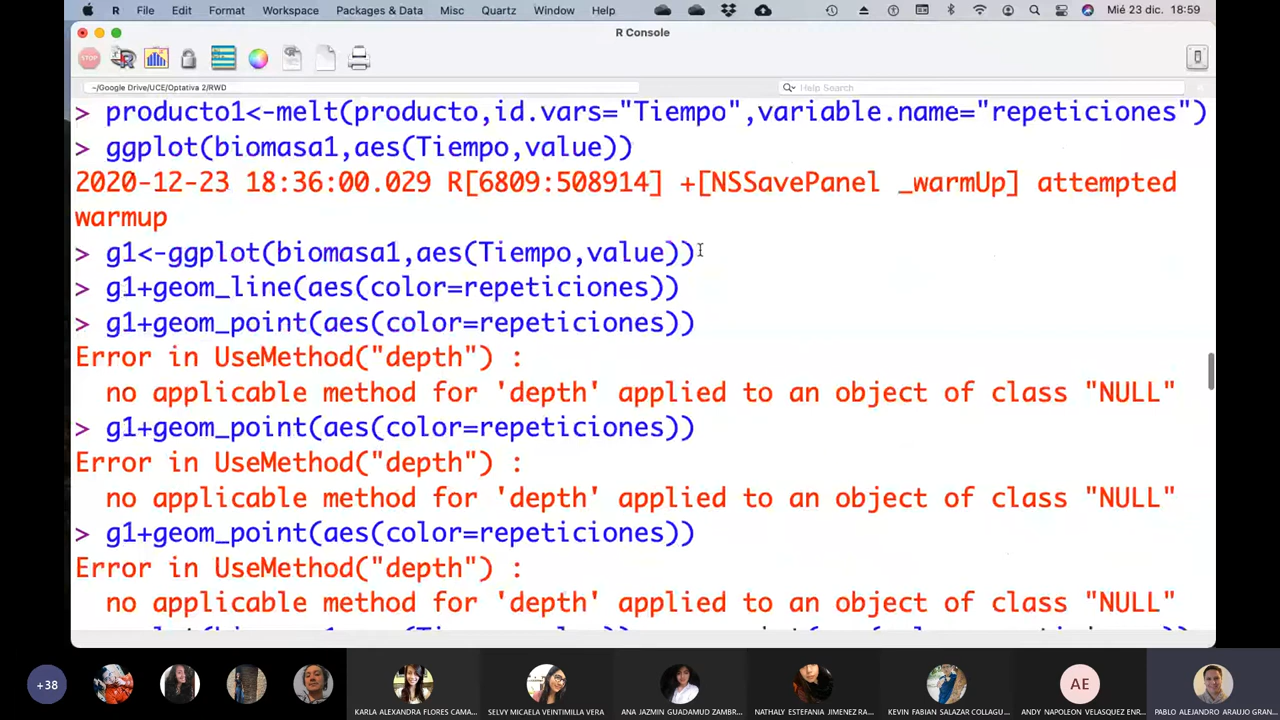 R File Edit Format Workspace Packages & Data Misc Quartz Window Help Mié 23 dic. 18:59
R Console
STOP
~/Google Drive/UCE/Optativa 2/RWD
Help Search
> producto1<-melt(producto,id.vars="Tiempo",variable.name="repeticiones")
> ggplot(biomasa1,aes(Tiempo,value))
2020-12-23 18:36:00.029 R[6809:508914] +[NSSavePanel _warmUp] attempted
warmup
> g1<-ggplot(biomasa1,aes(Tiempo,value))
> g1+geom_line(aes(color=repeticiones))
> g1+geom_point(aes(color=repeticiones))
Error in UseMethod("depth") :
no applicable method for 'depth' applied to an object of class "NULL"
> g1+geom_point(aes(color=repeticiones))
Error in UseMethod("depth") :
no applicable method for 'depth' applied to an object of class "NULL"
> g1+geom_point(aes(color=repeticiones))
Error in UseMethod("depth") :
no applicable method for 'depth' applied to an object of class "NULL"
+38
AE
KARLA ALEXANDRA FLORES CAMA...
SELVY MICAELA VEINTIMILLA VERA
ANA JAZMIN GUADAMUD ZAMBR...
NATHALY ESTEFANIA JIMENEZ RA...
KEVIN FABIAN SALAZAR COLLAGU...
ANDY NAPOLEON VELASQUEZ E...
PABLO ALEJANDRO ARAUJO GRAN...